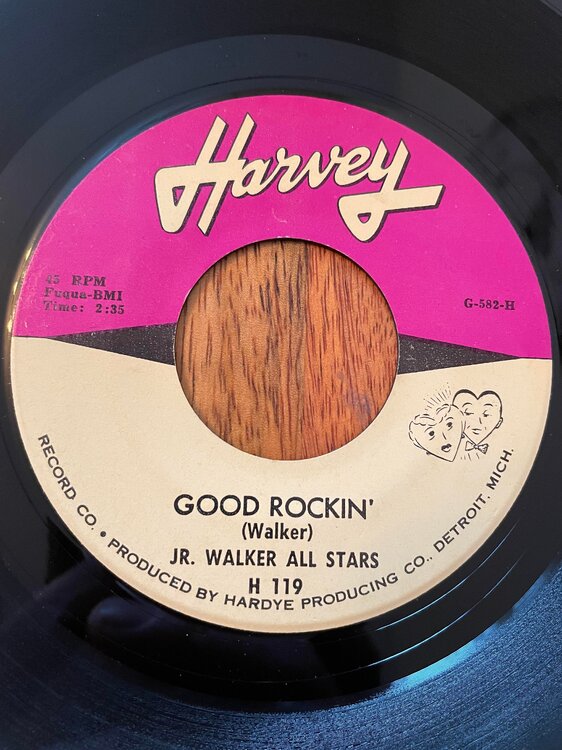 Harvey
45 RPM
Fuqua-BMI
Time: 2:35
G-582-H
GOOD ROCKIN'
(Walker)
JR. WALKER ALL STARS
H 119
RECORD CO. • PRODUCED BY HARDYE PRODUCING CO., DETROIT, MICH.